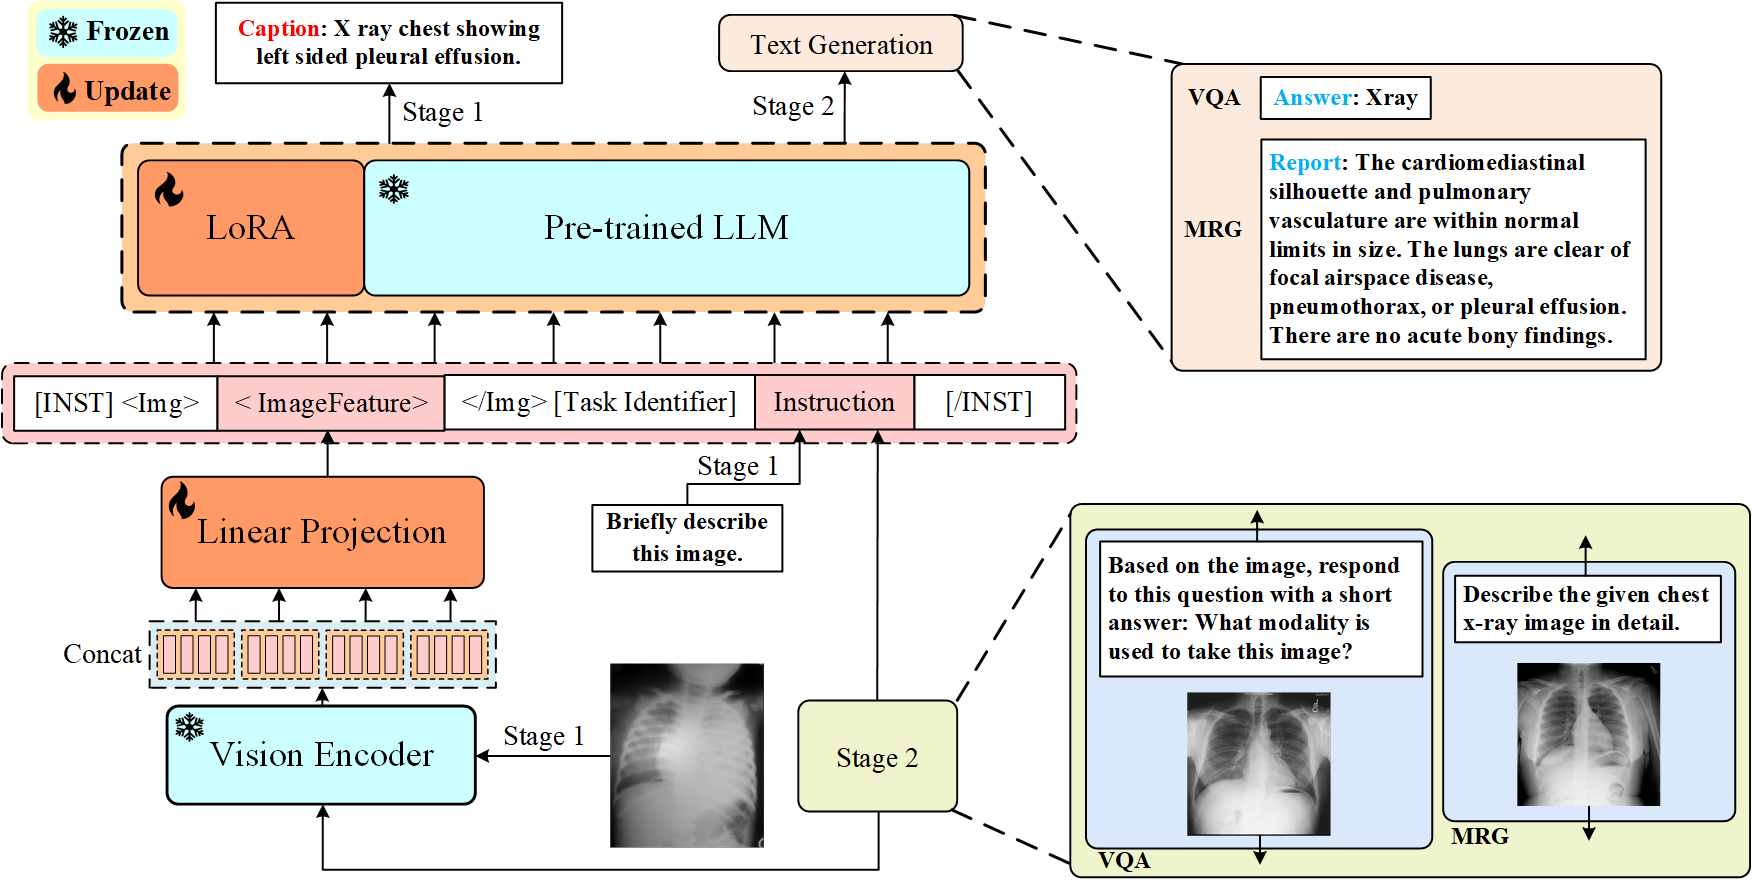 Frozen
Update
Caption: X ray chest showing
left sided pleural effusion.
Stage 1
Text Generation
Stage 2
VQA
Answer: Xray
MRG
Report: The cardiomediastinal
silhouette and pulmonary
vasculature are within normal
limits in size. The lungs are clear of
focal airspace disease,
pneumothorax, or pleural effusion.
There are no acute bony findings.
LoRA
Pre-trained LLM
[INST] <Img>
< ImageFeature>
</Img> [Task Identifier]
Instruction
[/INST]
Stage 1
Briefly describe
this image.
Linear Projection
Concat
Vision Encoder
Stage 1
Stage 2
Based on the image, respond
to this question with a short
answer: What modality is
used to take this image?
VQA
Describe the given chest
x-ray image in detail.
MRG